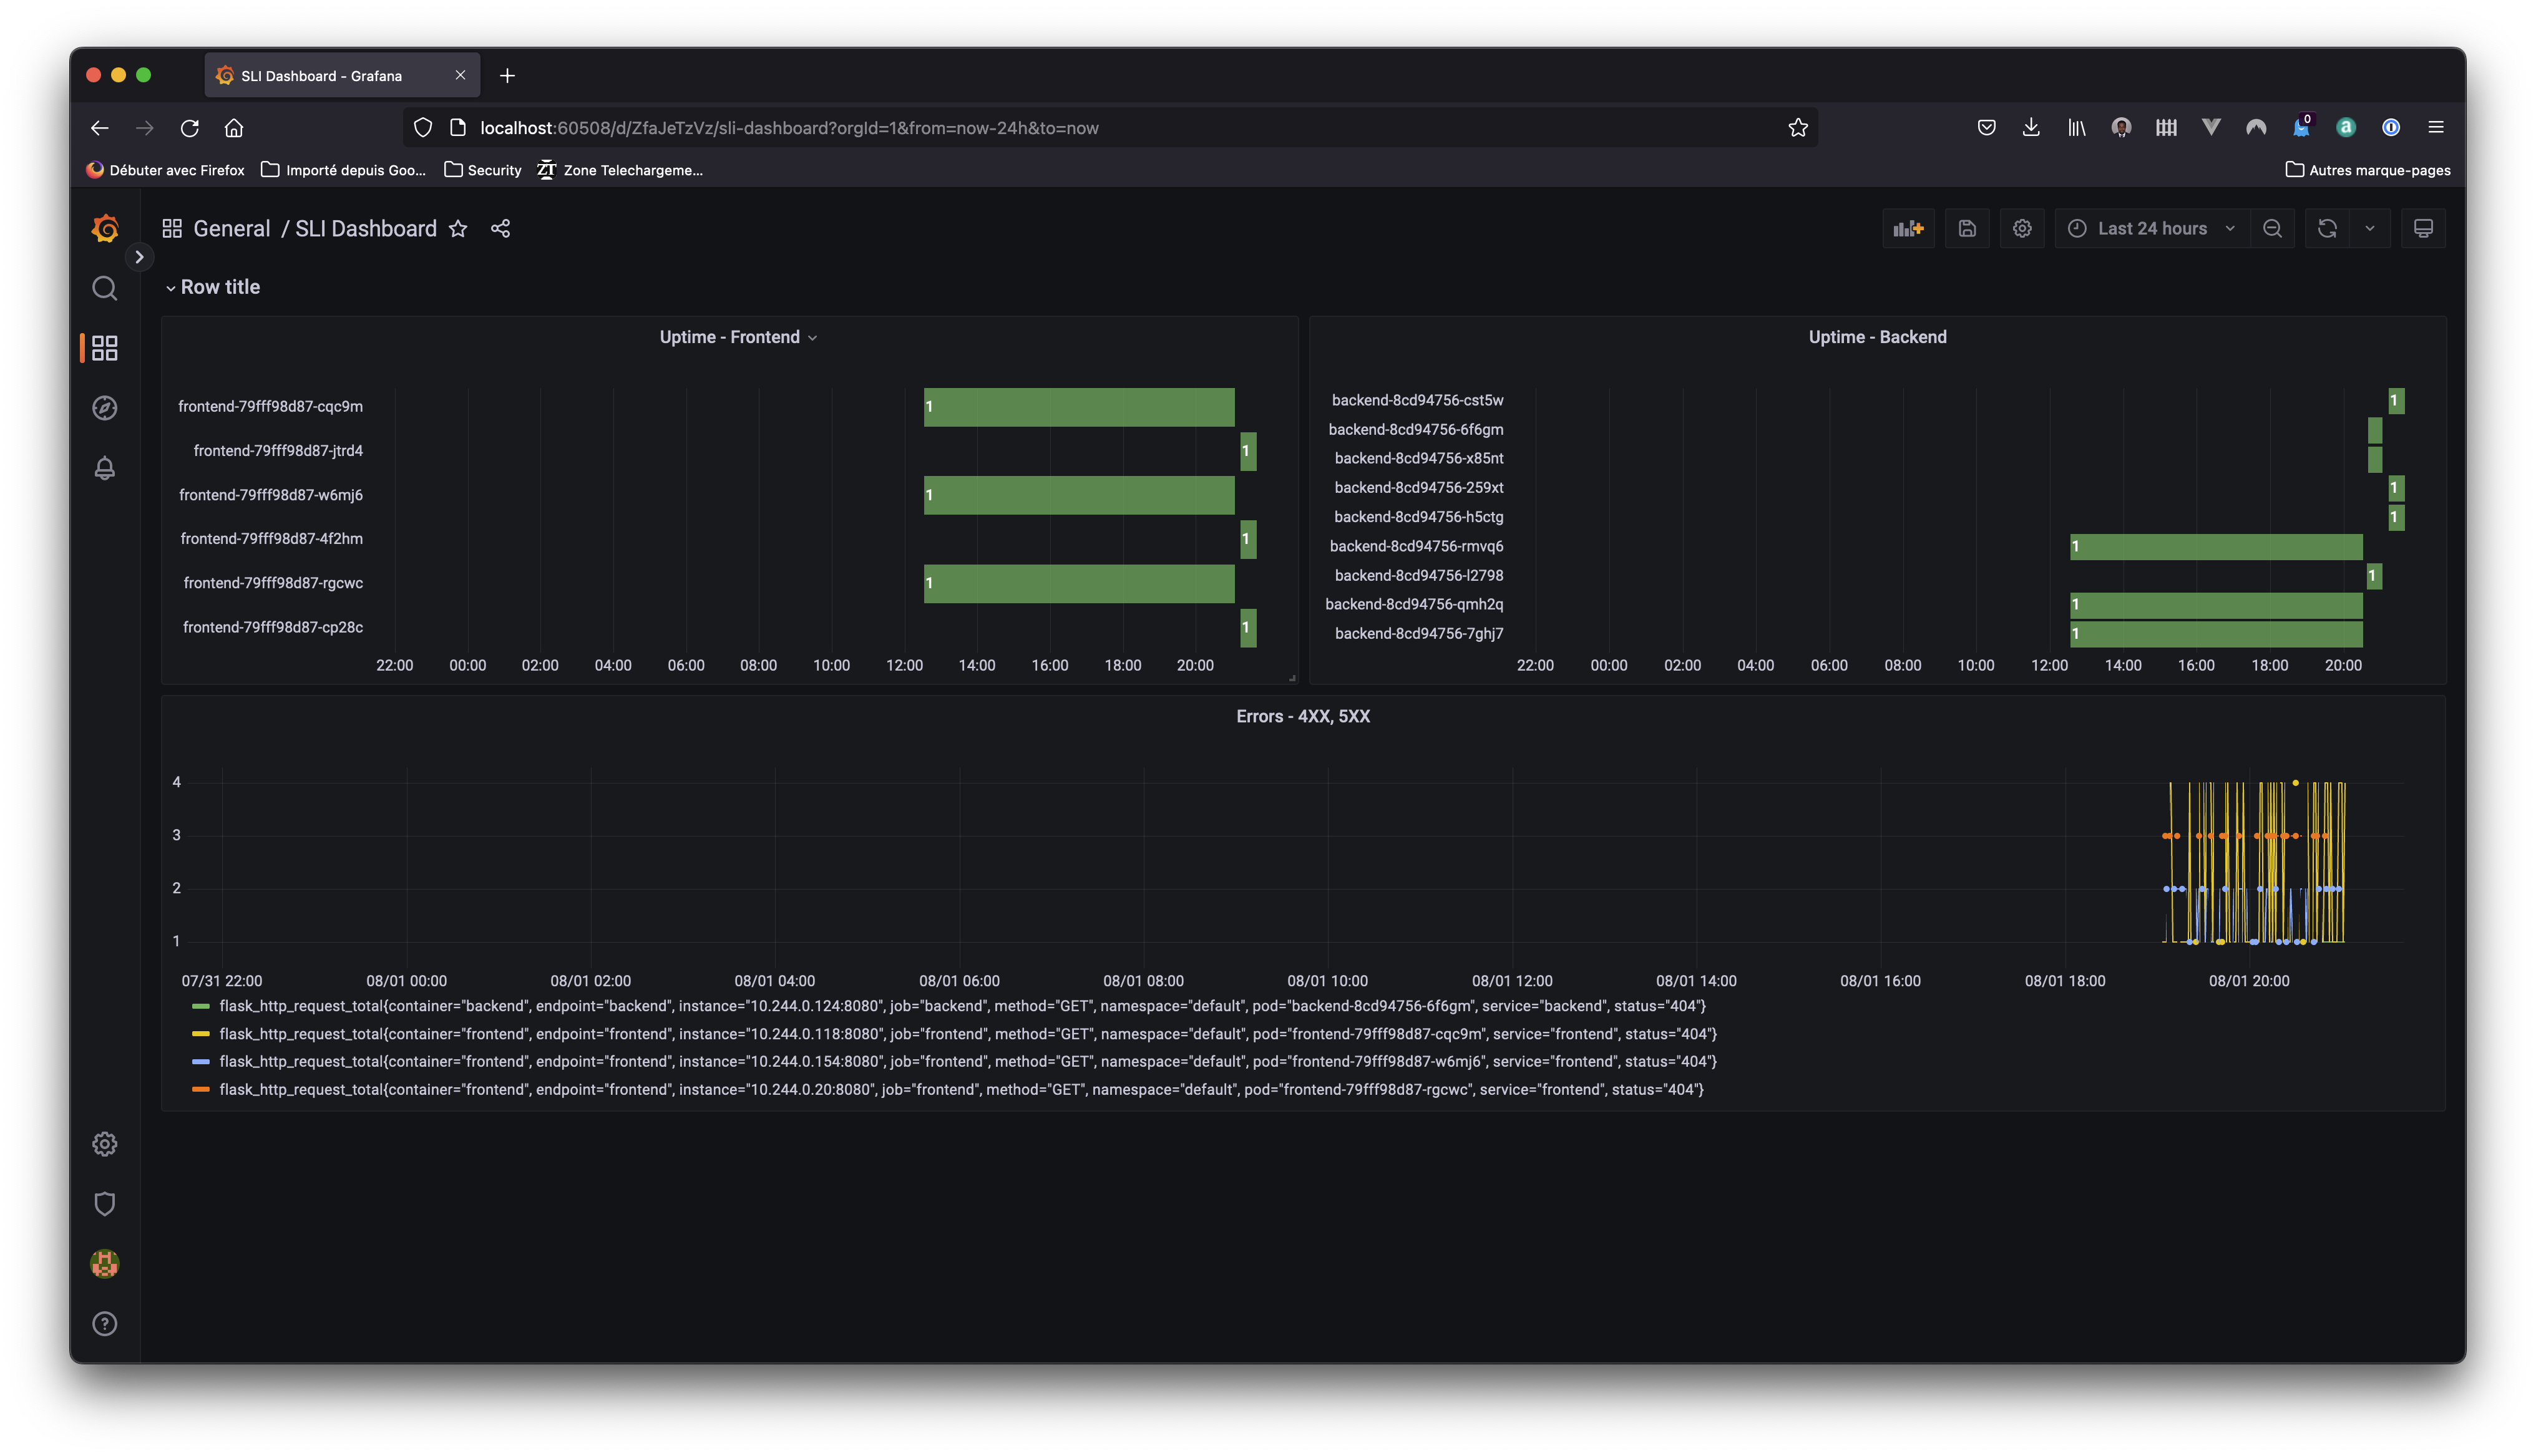 SLI Dashboard - Grafana
localhost:60508/d/ZfaJeTzVz/sli-dashboard?orgId=1&from=now-24h&to=now
0
a
Débuter avec Firefox
Importé depuis Goo...
Security
ZT Zone Telechargeme...
Autres marque-pages
General / SLI Dashboard
Last 24 hours
Row title
Uptime - Frontend
frontend-79fff98d87-cqc9m
1
frontend-79fff98d87-jtrd4
1
frontend-79fff98d87-w6mj6
1
frontend-79fff98d87-4f2hm
1
frontend-79fff98d87-rgcwc
1
frontend-79fff98d87-cp28c
1
22:00 00:00 02:00 04:00 06:00 08:00 10:00 12:00 14:00 16:00 18:00 20:00
Uptime - Backend
backend-8cd94756-cst5w
1
backend-8cd94756-6f6gm
backend-8cd94756-x85nt
backend-8cd94756-259xt
1
backend-8cd94756-h5ctg
1
backend-8cd94756-rmvq6
1
backend-8cd94756-l2798
1
backend-8cd94756-qmh2q
1
backend-8cd94756-7ghj7
1
22:00 00:00 02:00 04:00 06:00 08:00 10:00 12:00 14:00 16:00 18:00 20:00
Errors - 4XX, 5XX
4
3
2
1
07/31 22:00 08/01 00:00 08/01 02:00 08/01 04:00 08/01 06:00 08/01 08:00 08/01 10:00 08/01 12:00 08/01 14:00 08/01 16:00 08/01 18:00 08/01 20:00
flask_http_request_total{container="backend", endpoint="backend", instance="10.244.0.124:8080", job="backend", method="GET", namespace="default", pod="backend-8cd94756-6f6gm", service="backend", status="404"}
flask_http_request_total{container="frontend", endpoint="frontend", instance="10.244.0.118:8080", job="frontend", method="GET", namespace="default", pod="frontend-79fff98d87-cqc9m", service="frontend", status="404"}
flask_http_request_total{container="frontend", endpoint="frontend", instance="10.244.0.154:8080", job="frontend", method="GET", namespace="default", pod="frontend-79fff98d87-w6mj6", service="frontend", status="404"}
flask_http_request_total{container="frontend", endpoint="frontend", instance="10.244.0.20:8080", job="frontend", method="GET", namespace="default", pod="frontend-79fff98d87-rgcwc", service="frontend", status="404"}